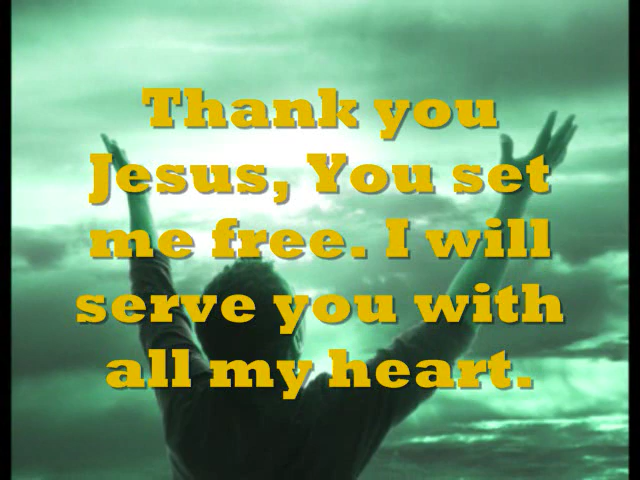 Thank you
Jesus, You set
me free. I will
serve you with
all my heart.